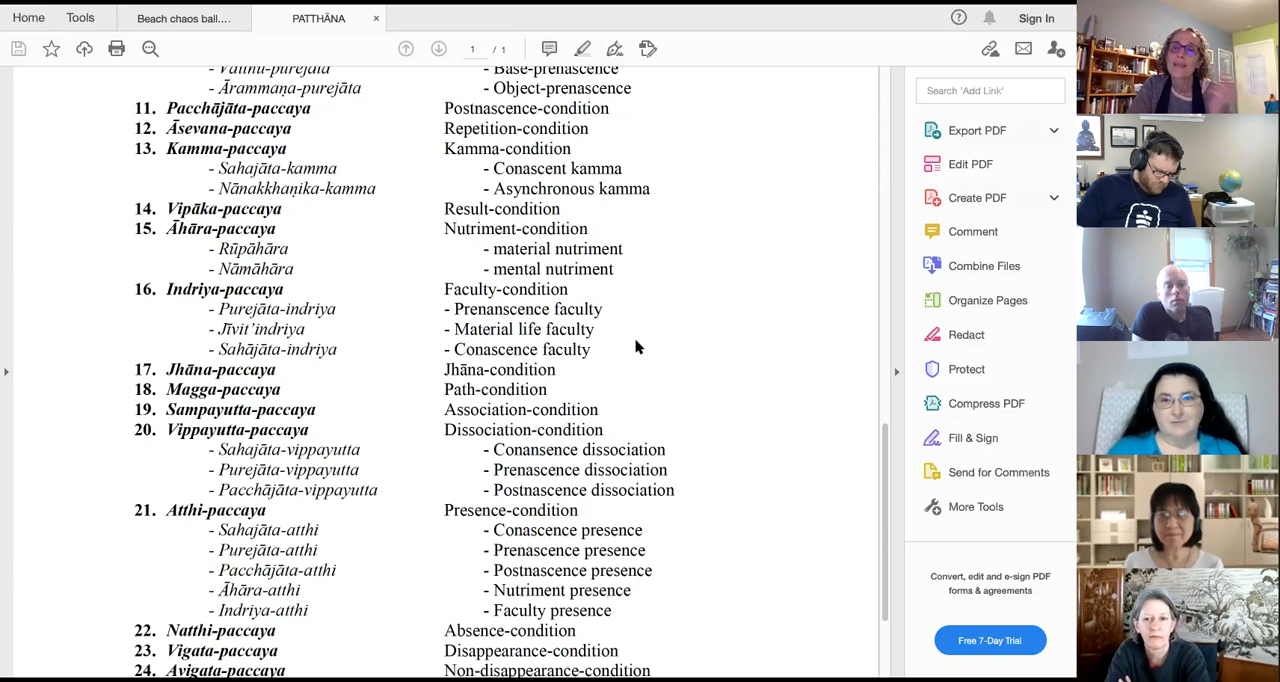 Home Tools Beach chaos ball.... PATTHĀNA × Sign In
1 / 1
- Vatthu-purejāta - Base-prenascence
- Ārammaṇa-purejāta - Object-prenascence
11. Pacchājāta-paccaya Postnascence-condition
12. Āsevana-paccaya Repetition-condition
13. Kamma-paccaya Kamma-condition
- Sahajāta-kamma - Conascent kamma
- Nānakkhaṇika-kamma - Asynchronous kamma
14. Vipāka-paccaya Result-condition
15. Āhāra-paccaya Nutriment-condition
- Rūpāhāra - material nutriment
- Nāmāhāra - mental nutriment
16. Indriya-paccaya Faculty-condition
- Purejāta-indriya - Prenanscence faculty
- Jīvit’indriya - Material life faculty
- Sahājāta-indriya - Conascence faculty
17. Jhāna-paccaya Jhāna-condition
18. Magga-paccaya Path-condition
19. Sampayutta-paccaya Association-condition
20. Vippayutta-paccaya Dissociation-condition
- Sahajāta-vippayutta - Conansence dissociation
- Purejāta-vippayutta - Prenascence dissociation
- Pacchājāta-vippayutta - Postnascence dissociation
21. Atthi-paccaya Presence-condition
- Sahajāta-atthi - Conascence presence
- Purejāta-atthi - Prenascence presence
- Pacchājāta-atthi - Postnascence presence
- Āhāra-atthi - Nutriment presence
- Indriya-atthi - Faculty presence
22. Natthi-paccaya Absence-condition
23. Vigata-paccaya Disappearance-condition
24. Avigata-paccaya Non-disappearance-condition
Search 'Add Link'
Export PDF
Edit PDF
Create PDF
Comment
Combine Files
Organize Pages
Redact
Protect
Compress PDF
Fill & Sign
Send for Comments
More Tools
Convert, edit and e-sign PDF
forms & agreements
Free 7-Day Trial